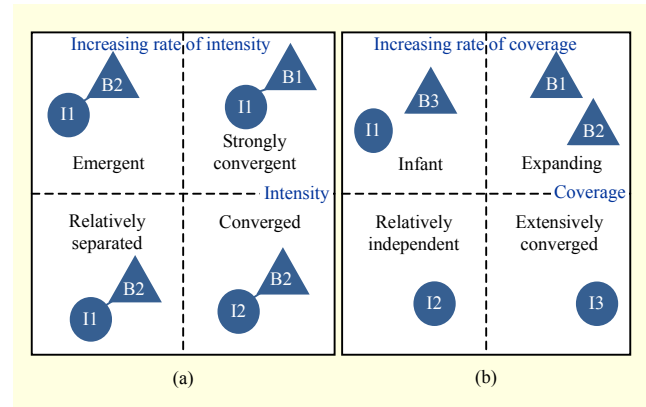 Increasing rate of intensity
B2
I1
Emergent
B1
I1
Strongly
convergent
Intensity
Relatively
separated
B2
I1
Converged
B2
I2
(a)
Increasing rate of coverage
B3
I1
Infant
B1
B2
Expanding
Coverage
Relatively
independent
I2
Extensively
converged
I3
(b)